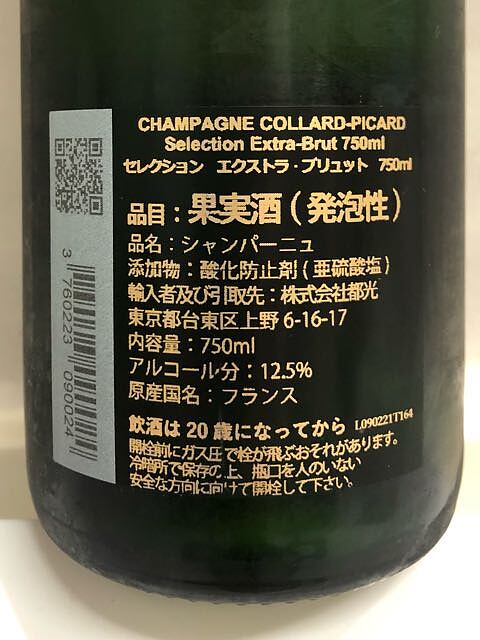 CHAMPAGNE COLLARD-PICARD
Selection Extra-Brut 750ml
セレクション エクストラ・ブリュット 750ml
品目：果実酒（発泡性）
品名：シャンパーニュ
添加物：酸化防止剤（亜硫酸塩）
輸入者及び引取先：株式会社都光
東京都台東区上野 6-16-17
内容量：750ml
アルコール分：12.5%
原産国名：フランス
飲酒は 20 歳になってから L090221T164
開栓前にガス圧で栓が飛ぶおそれがあります。
冷暗所で保存の上、瓶口を人のいない
安全な方向に向けて開栓して下さい。
3 760223 090024